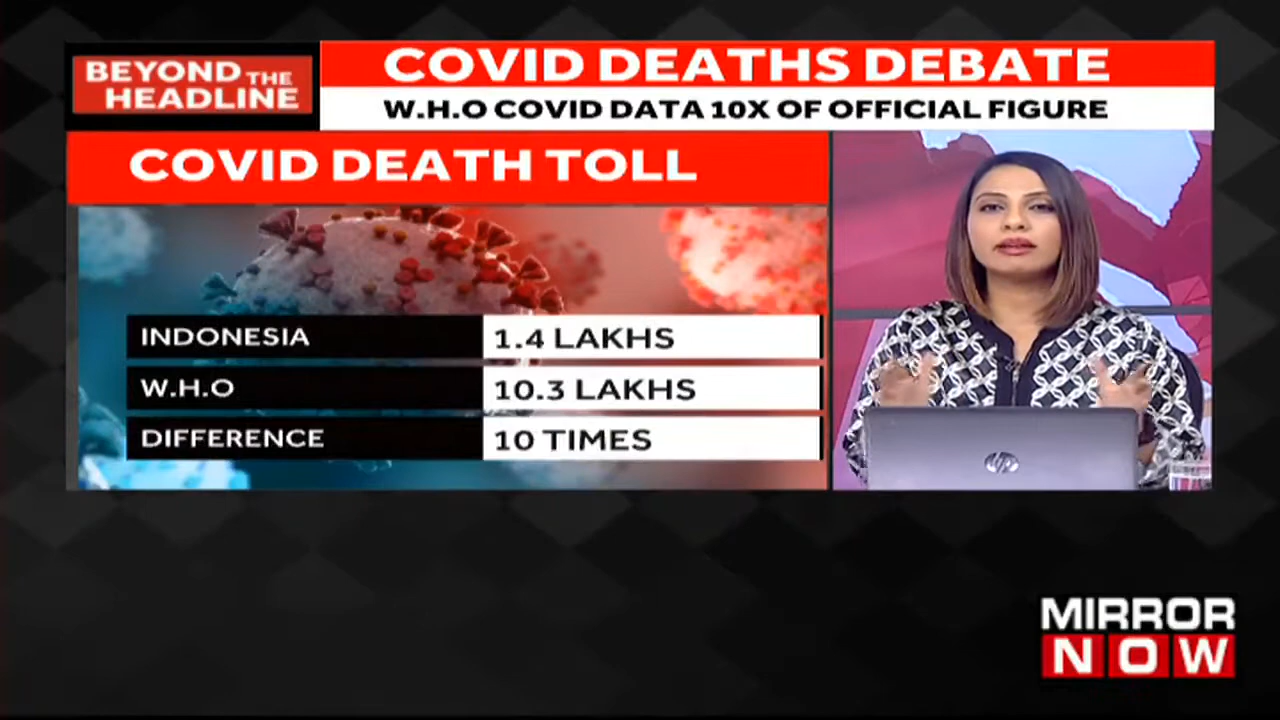 BEYOND THE
HEADLINE
COVID DEATHS DEBATE
W.H.O COVID DATA 10X OF OFFICIAL FIGURE
COVID DEATH TOLL
INDONESIA 1.4 LAKHS
W.H.O 10.3 LAKHS
DIFFERENCE 10 TIMES
hp
MIRROR
NOW